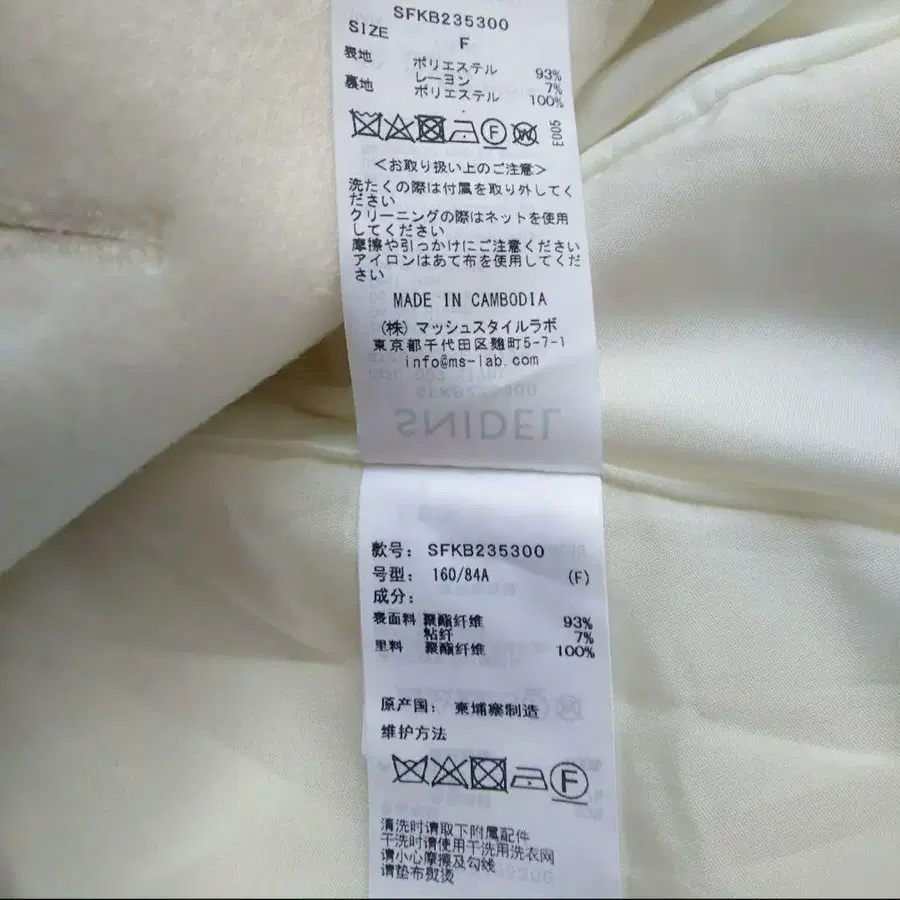 SFKB235300
SIZE
F
表地 ポリエステル 93%
レーヨン 7%
裏地 ポリエステル 100%
E005
<お取り扱い上のご注意>
洗たくの際は付属を取り外してく
ださい
クリーニングの際はネットを使用
してください
摩擦や引っかけにご注意ください
アイロンはあて布を使用してくだ
さい
MADE IN CAMBODIA
(株) マッシュスタイルラボ
東京都千代田区麹町5-7-1
info@ms-lab.com
SFKB235300
SNIDEL
款号: SFKB235300
号型: 160/84A (F)
成分:
表面料 聚酯纤维 93%
粘纤 7%
里料 聚酯纤维 100%
原产国: 柬埔寨制造
维护方法
F
清洗时请取下附属配件
干洗时请使用干洗用洗衣网
请小心摩擦及勾线
请垫布熨烫